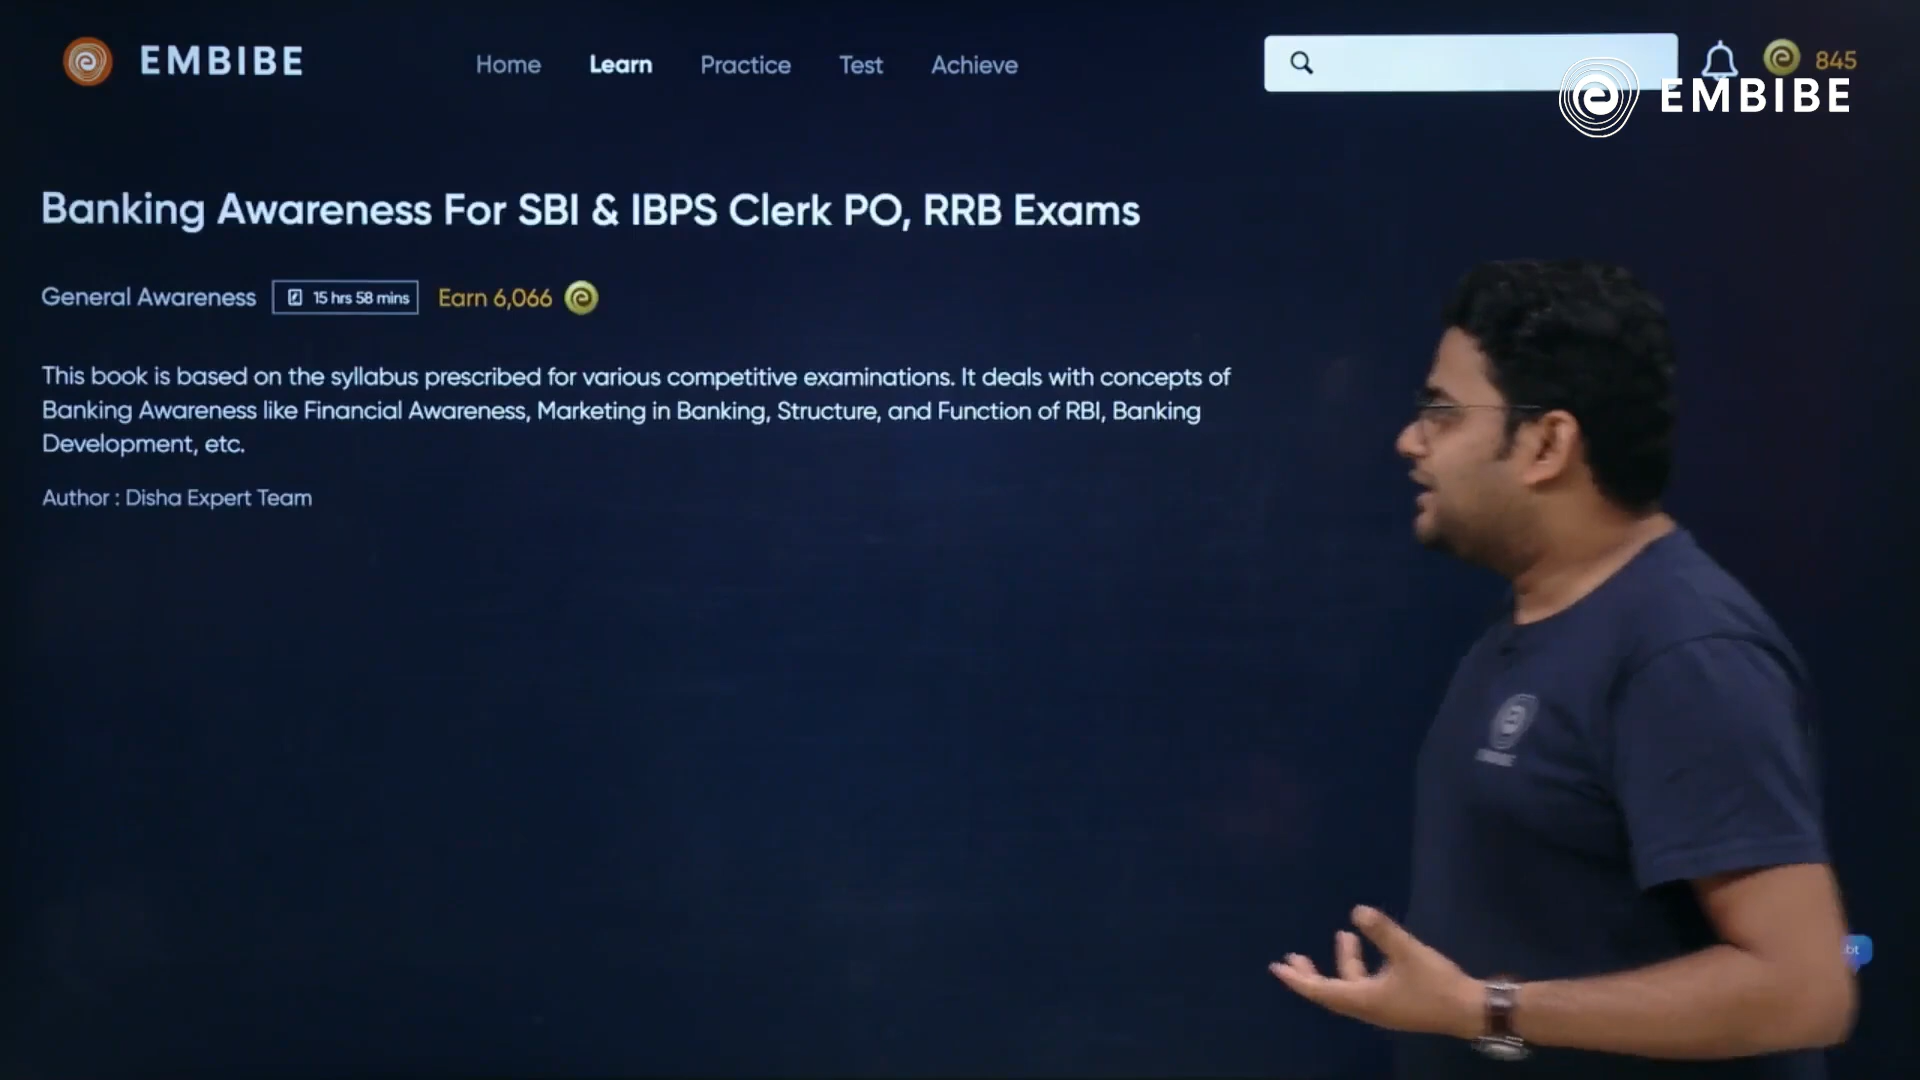 EMBIBE
Home Learn Practice Test Achieve
845
EMBIBE
Banking Awareness For SBI & IBPS Clerk PO, RRB Exams
General Awareness 15 hrs 58 mins Earn 6,066
This book is based on the syllabus prescribed for various competitive examinations. It deals with concepts of
Banking Awareness like Financial Awareness, Marketing in Banking, Structure, and Function of RBI, Banking
Development, etc.
Author : Disha Expert Team